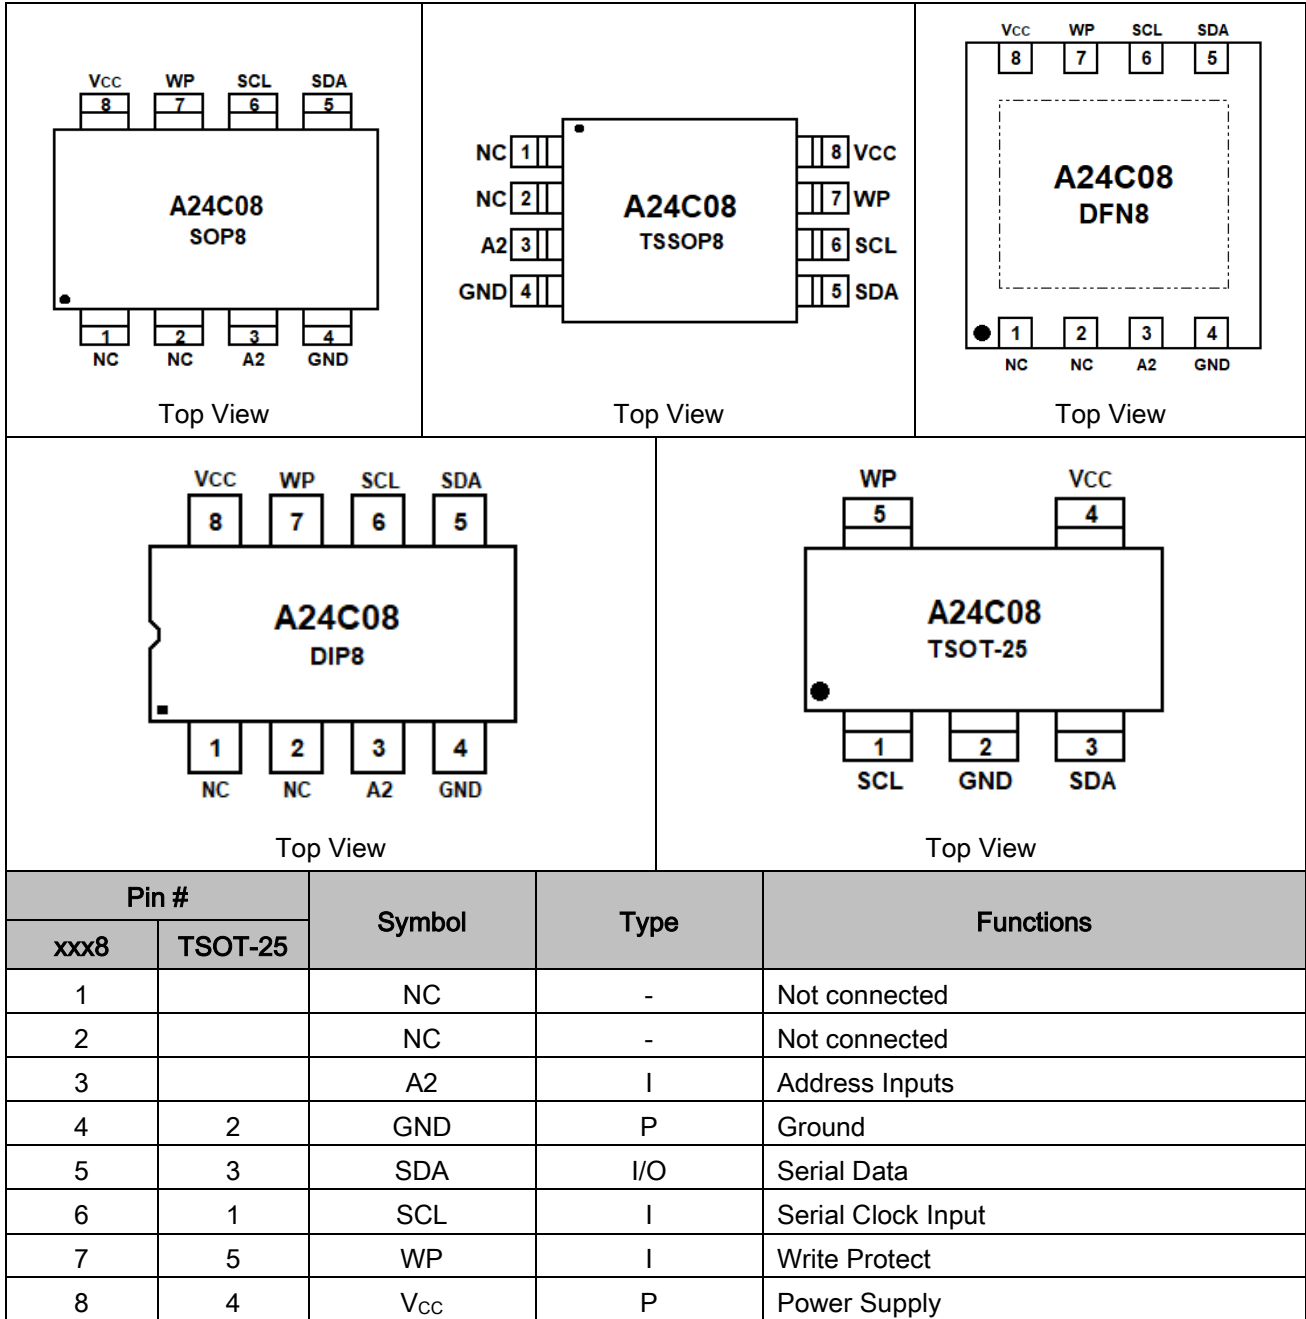 VCC WP SCL SDA
8 7 6 5
A24C08
SOP8
1 2 3 4
NC NC A2 GND
Top View
NC 1 8 VCC
NC 2 7 WP
A2 3 6 SCL
GND 4 5 SDA
A24C08
TSSOP8
Top View
VCC WP SCL SDA
8 7 6 5
A24C08
DFN8
1 2 3 4
NC NC A2 GND
Top View
VCC WP SCL SDA
8 7 6 5
A24C08
DIP8
1 2 3 4
NC NC A2 GND
Top View
WP VCC
5 4
A24C08
TSOT-25
1 2 3
SCL GND SDA
Top View
Pin # Symbol Type Functions
xxx8 TSOT-25
1 NC - Not connected
2 NC - Not connected
3 A2 I Address Inputs
4 2 GND P Ground
5 3 SDA I/O Serial Data
6 1 SCL I Serial Clock Input
7 5 WP I Write Protect
8 4 VCC P Power Supply